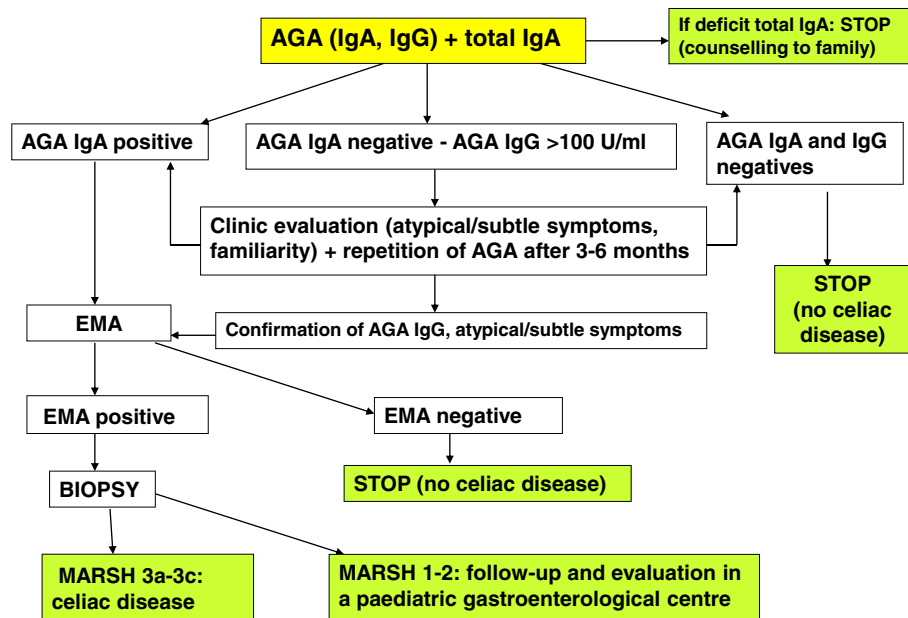 AGA (IgA, IgG) + total IgA
If deficit total IgA: STOP
(counselling to family)
AGA IgA positive
AGA IgA negative - AGA IgG >100 U/ml
AGA IgA and IgG
negatives
Clinic evaluation (atypical/subtle symptoms,
familiarity) + repetition of AGA after 3-6 months
STOP
(no celiac
disease)
EMA
Confirmation of AGA IgG, atypical/subtle symptoms
EMA positive
EMA negative
BIOPSY
STOP (no celiac disease)
MARSH 3a-3c:
celiac disease
MARSH 1-2: follow-up and evaluation in
a paediatric gastroenterological centre